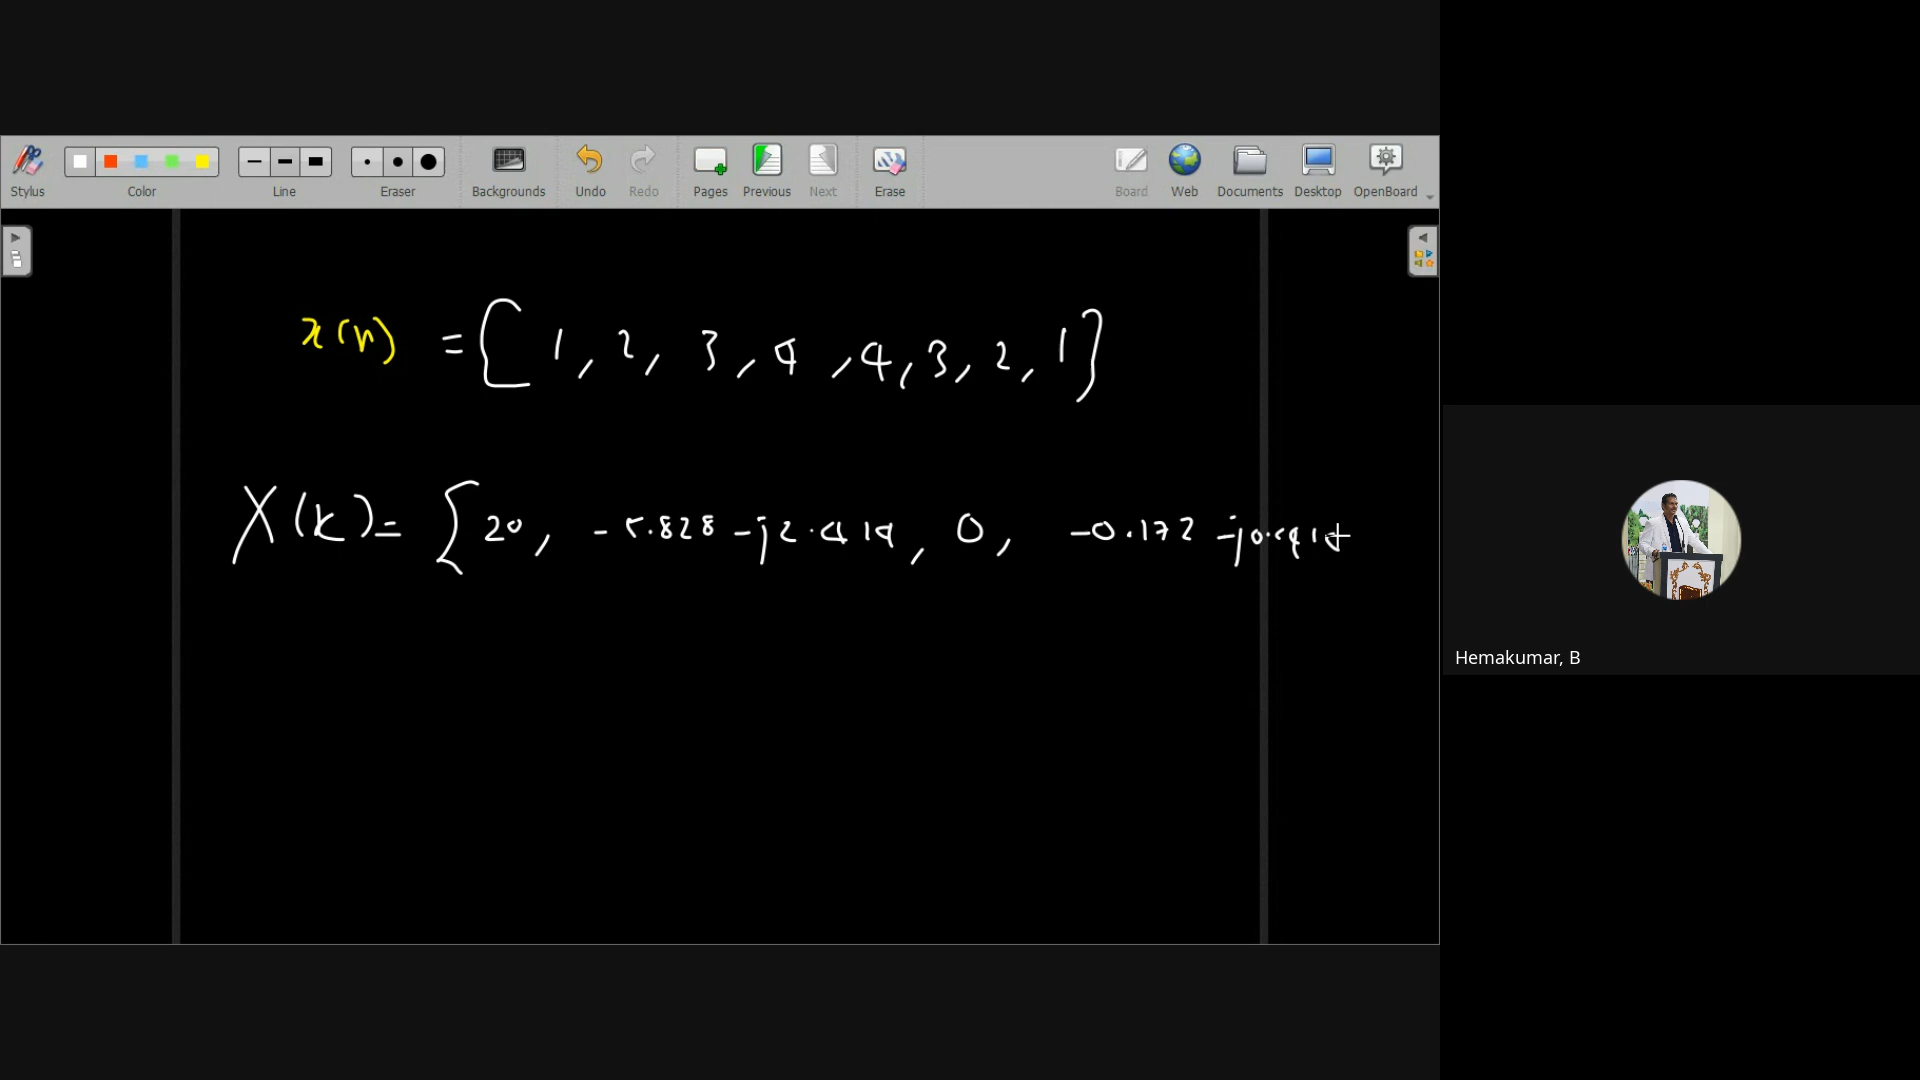 Stylus Color Line Eraser Backgrounds Undo Redo Pages Previous Next Erase Board Web Documents Desktop OpenBoard
x(n) = { 1, 2, 3, 4, 4, 3, 2, 1}
X(k) = { 20, -5.828 -j2.414, 0, -0.172 -j0.414
Hemakumar, B